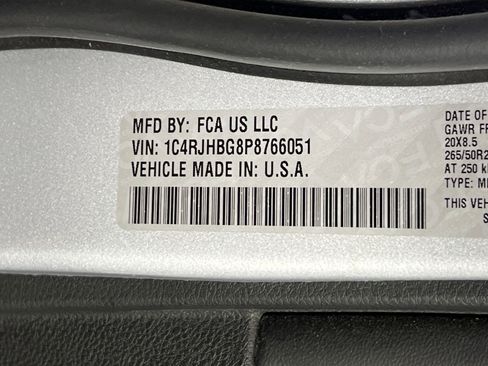 MFD BY: FCA US LLC
VIN: 1C4RJHBG8P8766051
VEHICLE MADE IN: U.S.A.
DATE OF
GAWR FR
20X8.5
265/50R2
AT 250 k
TYPE: M
THIS VEH
S